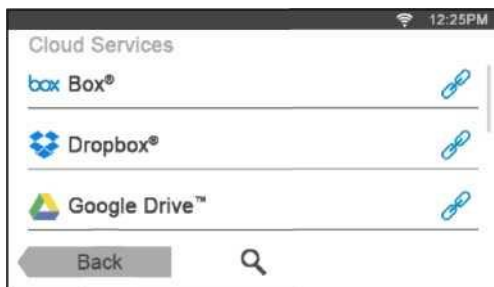 12:25PM
Cloud Services
box Box®
Dropbox®
Google Drive™
Back